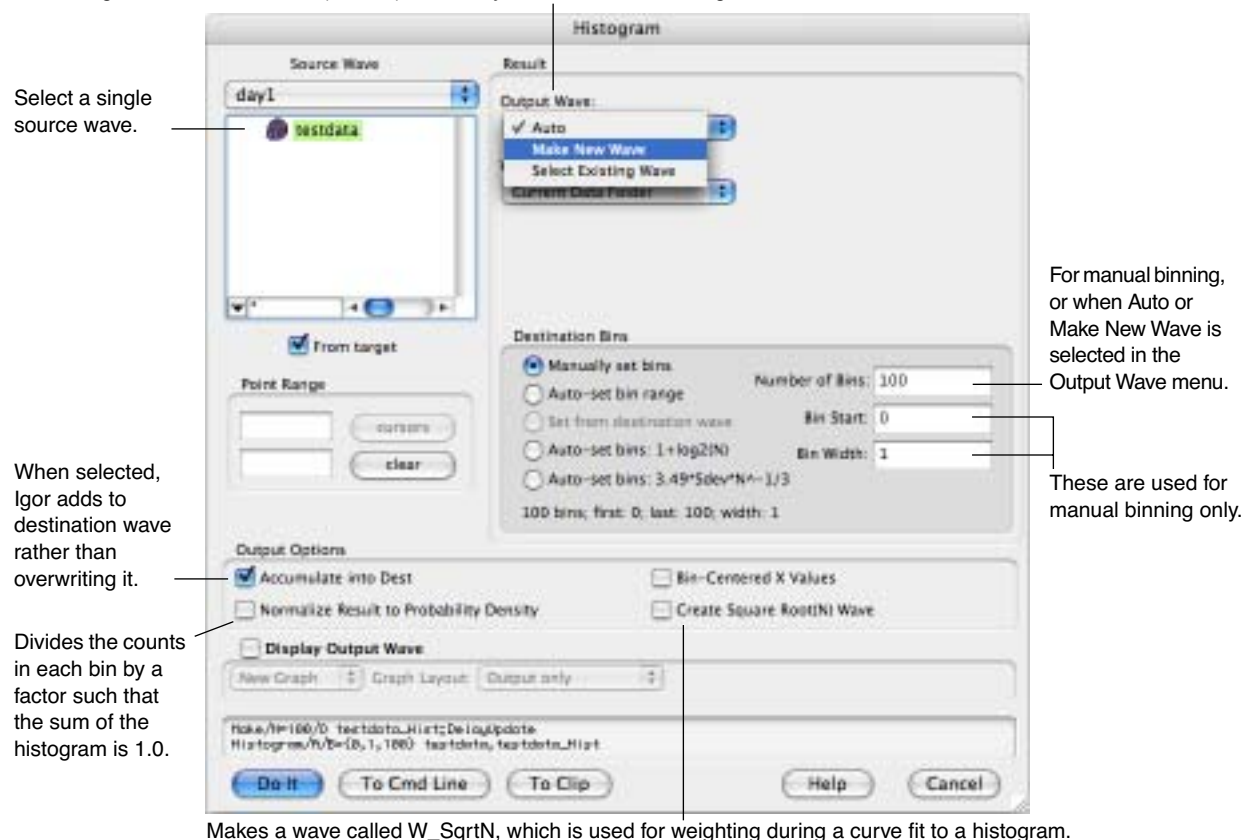 Histogram
Source Wave
Result
Select a single
source wave.
day1
testdata
Output Wave:
✓ Auto
Make New Wave
Select Existing Wave
Current Data Folder
From target
Point Range
cursors
clear
Destination Bins
Manually set bins
Auto-set bin range
Set from destination wave
Auto-set bins: 1+log2(N)
Auto-set bins: 3.49*Sdev*N^-1/3
Number of Bins: 100
Bin Start: 0
Bin Width: 1
100 bins; first: 0; last: 100; width: 1
For manual binning,
or when Auto or
Make New Wave is
selected in the
Output Wave menu.
These are used for
manual binning only.
When selected,
Igor adds to
destination wave
rather than
overwriting it.
Output Options
Accumulate into Dest
Bin-Centered X Values
Normalize Result to Probability Density
Create Square Root(N) Wave
Divides the counts
in each bin by a
factor such that
the sum of the
histogram is 1.0.
Display Output Wave
New Graph
Graph Layout:
Output only
Make/N=100/D testdata_Hist;DelayUpdate
Histogram/A/B={0,1,100} testdata,testdata_Hist
Do It
To Cmd Line
To Clip
Help
Cancel
Makes a wave called W_SqrtN, which is used for weighting during a curve fit to a histogram.